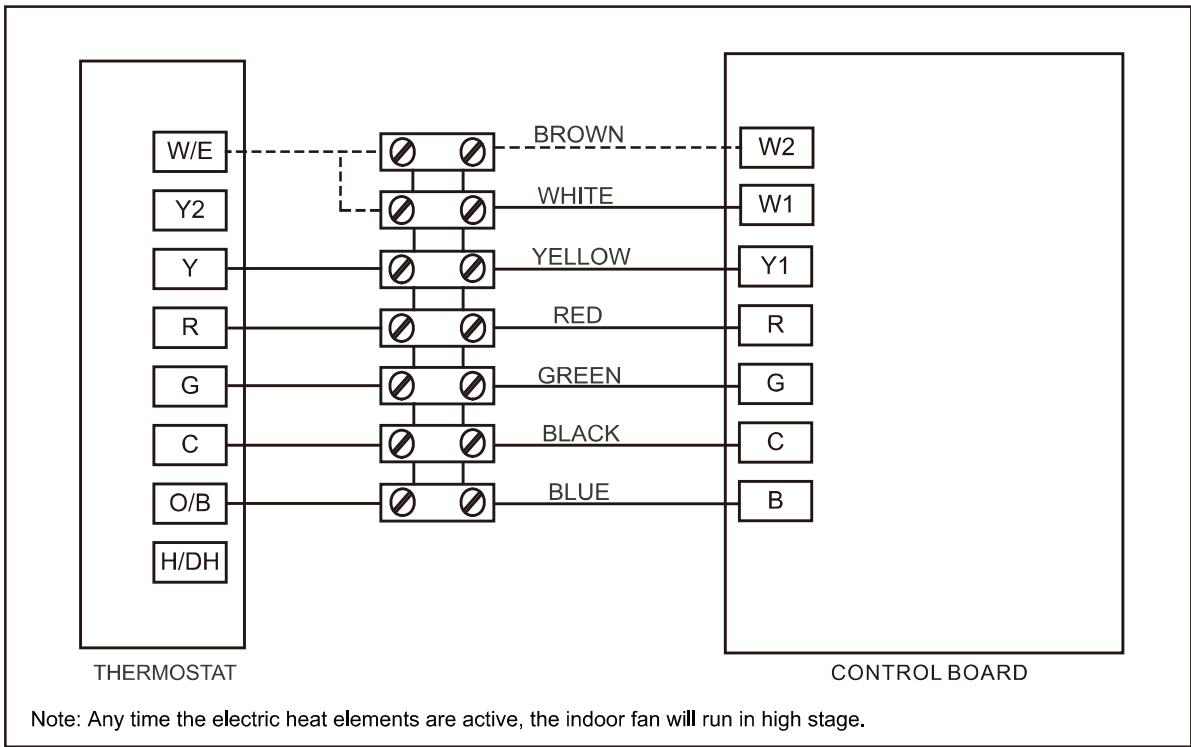 W/E BROWN W2
Y2 WHITE W1
Y YELLOW Y1
R RED R
G GREEN G
C BLACK C
O/B BLUE B
H/DH
THERMOSTAT CONTROL BOARD
Note: Any time the electric heat elements are active, the indoor fan will run in high stage.